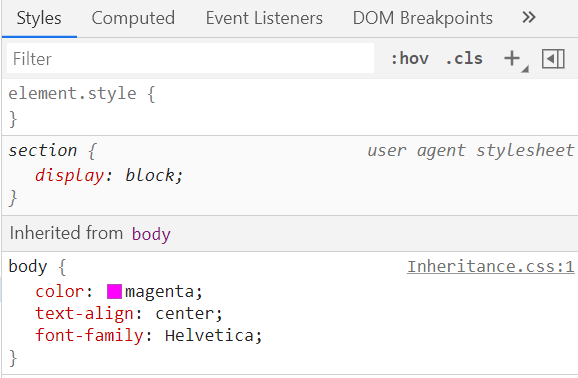 Styles Computed Event Listeners DOM Breakpoints »
Filter :hov .cls +
element.style {
}
section { user agent stylesheet
display: block;
}
Inherited from body
body { Inheritance.css:1
color: magenta;
text-align: center;
font-family: Helvetica;
}